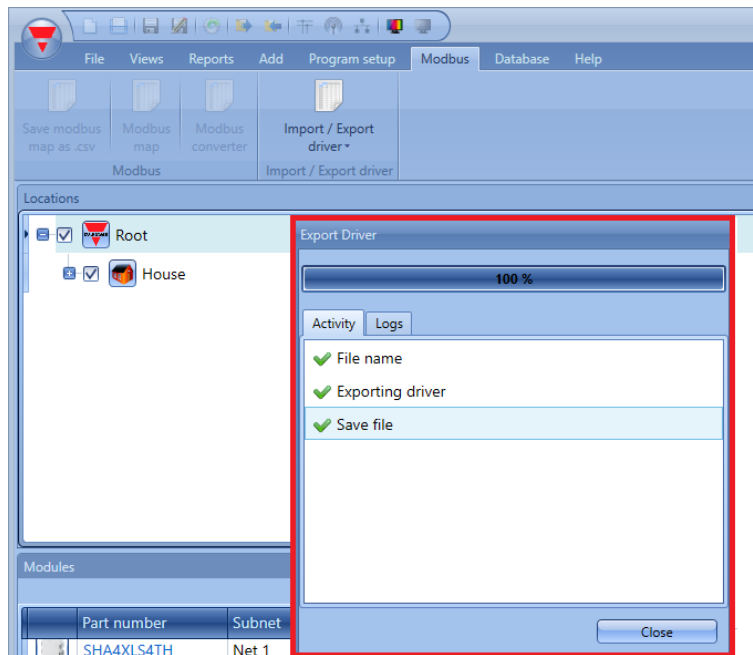 File Views Reports Add Program setup Modbus Database Help
Save modbus map as .csv
Modbus map
Modbus converter
Import / Export driver
Modbus
Import / Export driver
Locations
Root
House
Export Driver
100 %
Activity Logs
File name
Exporting driver
Save file
Close
Modules
Part number Subnet
SHA4XLS4TH Net 1